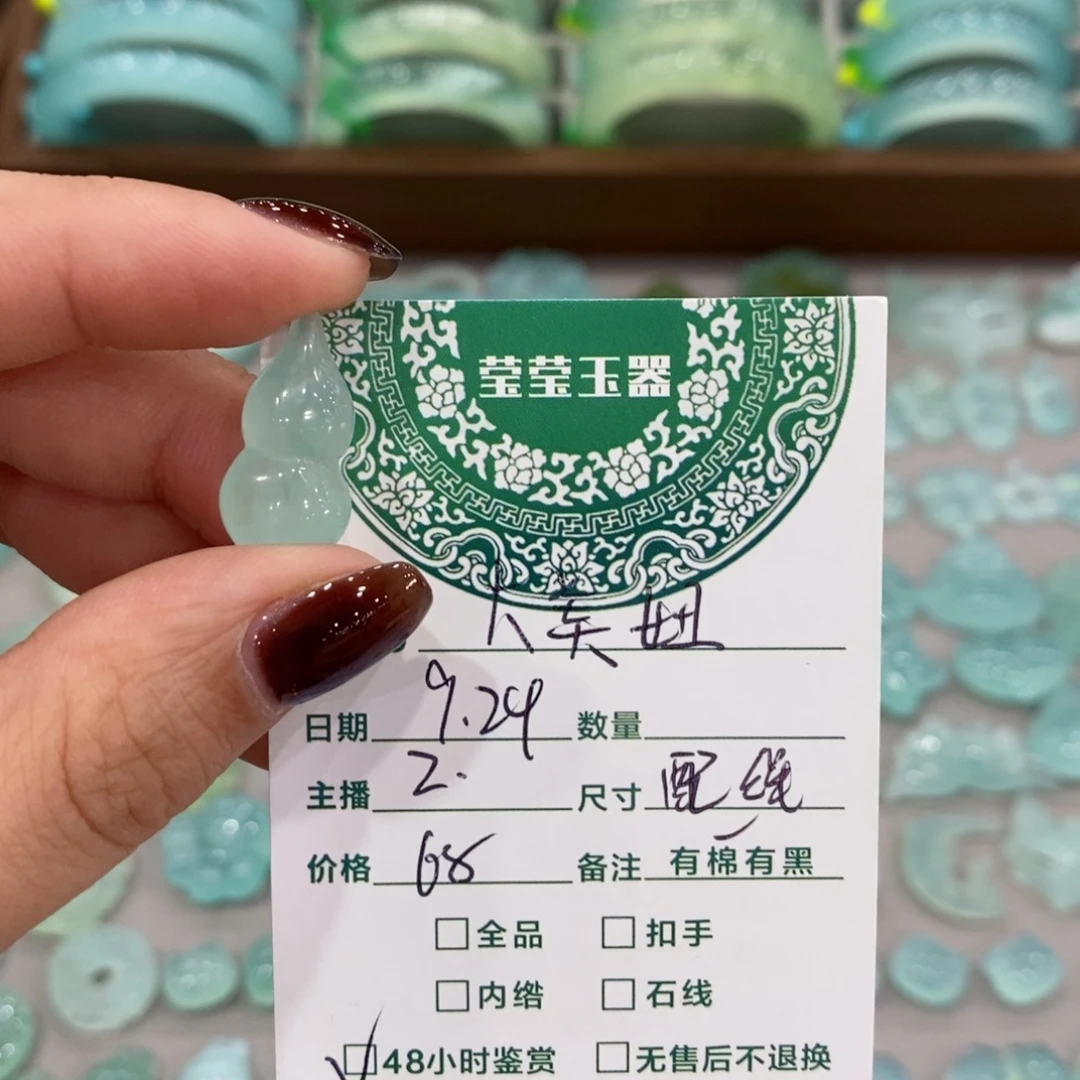 莹莹玉器
日期 9.24 数量
主播 2. 尺寸 配绳
价格 68 备注 有棉有黑
全品 扣手
内绺 石线
48小时鉴赏 无售后不退换